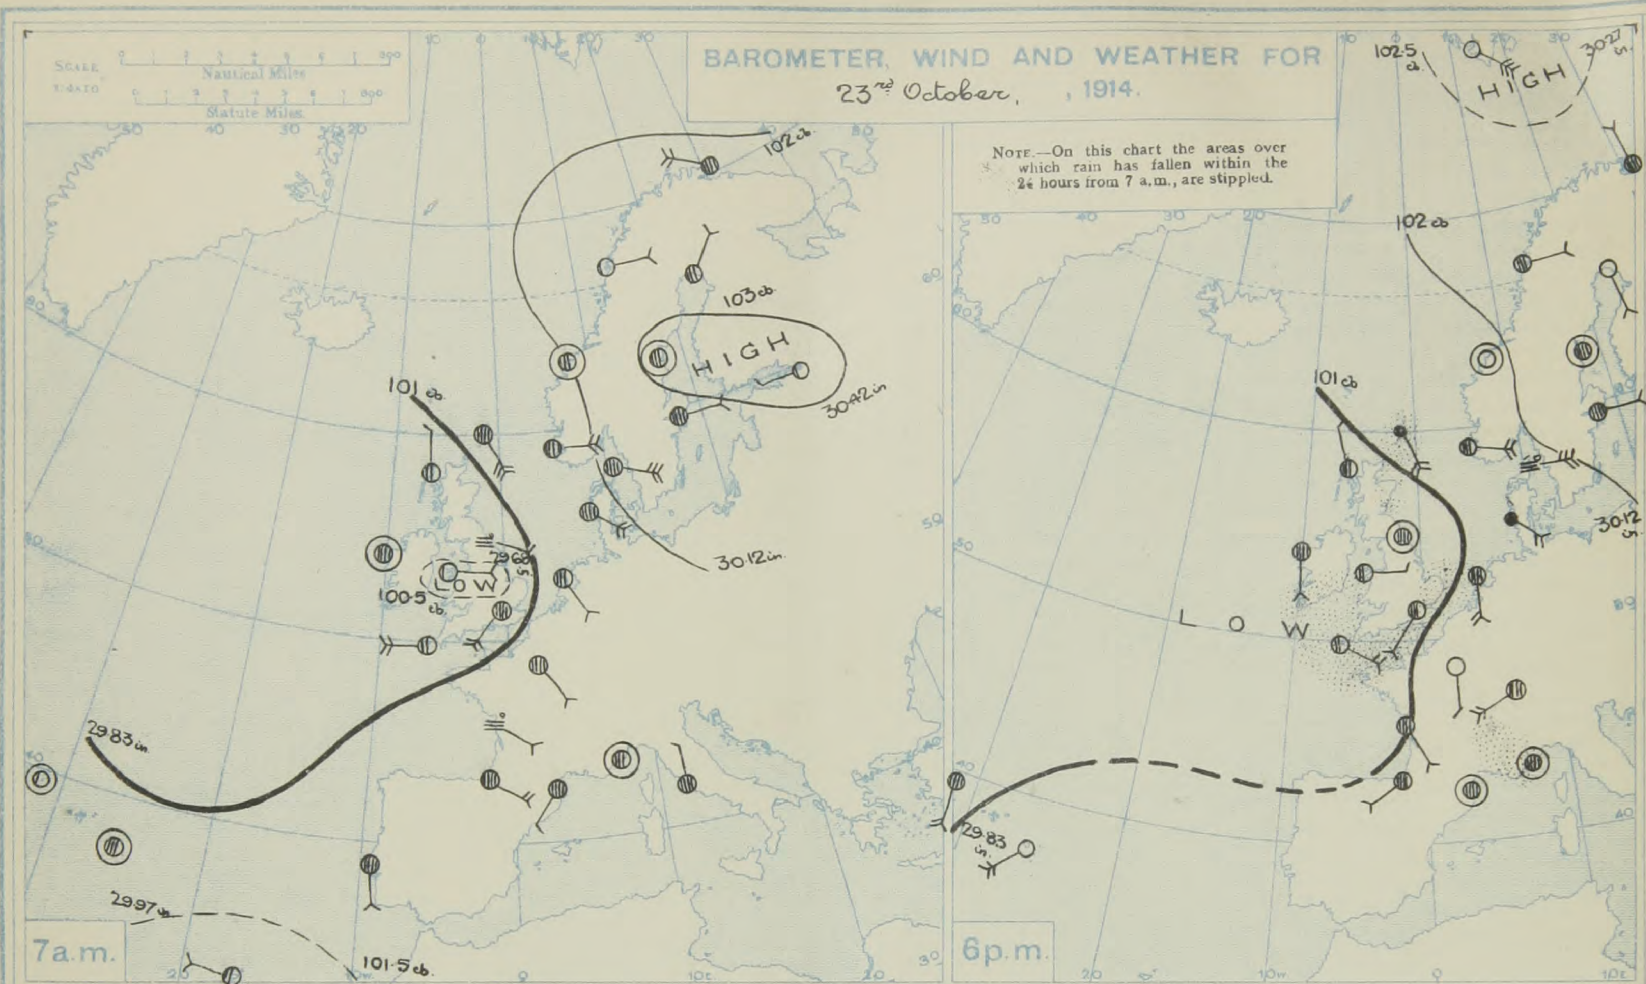 SCALE
Nautical Miles
Statute Miles
BAROMETER, WIND AND WEATHER FOR
23rd October, , 1914.
NOTE.—On this chart the areas over
which rain has fallen within the
24 hours from 7 a.m., are stippled.
102 cb.
103 cb.
HIGH
30.42 in
101 cb.
30.12 in.
LOW
100.5 cb.
29.83 in
29.97
101.5 cb.
7a.m.
102.5 cb.
HIGH
30.27 in.
102 cb
101 cb
30.12 in.
LOW
29.83 in.
6p.m.